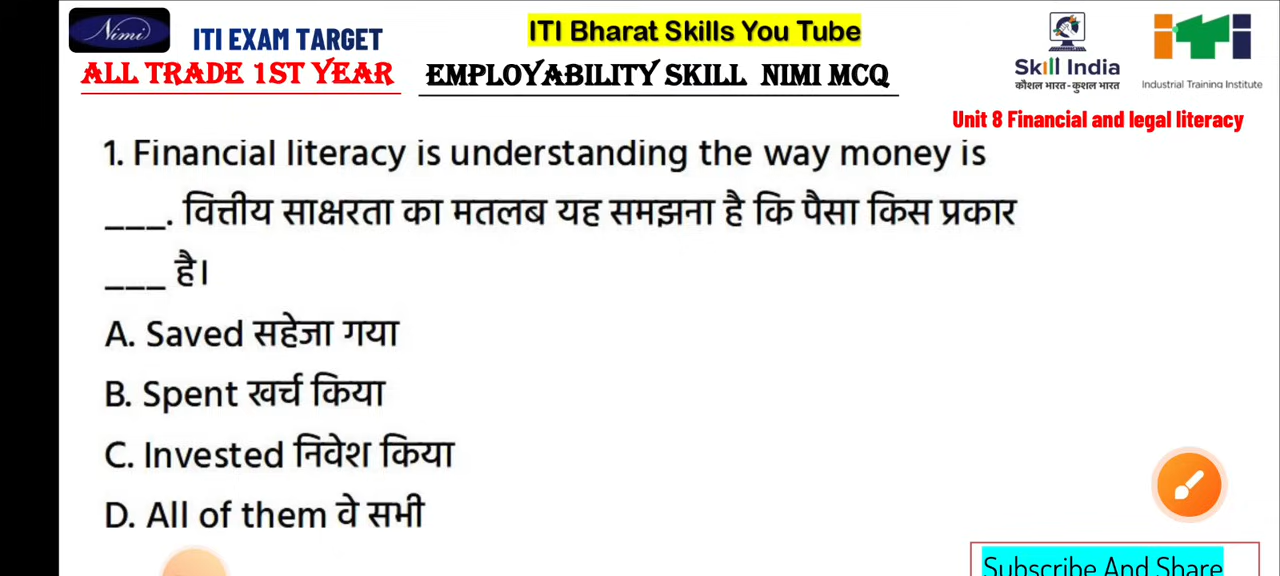 Nimi
ITI EXAM TARGET
ITI Bharat Skills You Tube
ALL TRADE 1ST YEAR
EMPLOYABILITY SKILL NIMI MCQ
Skill India
कौशल भारत-कुशल भारत
Industrial Training Institute
Unit 8 Financial and legal literacy
1. Financial literacy is understanding the way money is
___. वित्तीय साक्षरता का मतलब यह समझना है कि पैसा किस प्रकार
___ है।
A. Saved सहेजा गया
B. Spent खर्च किया
C. Invested निवेश किया
D. All of them वे सभी
Subscribe And Share